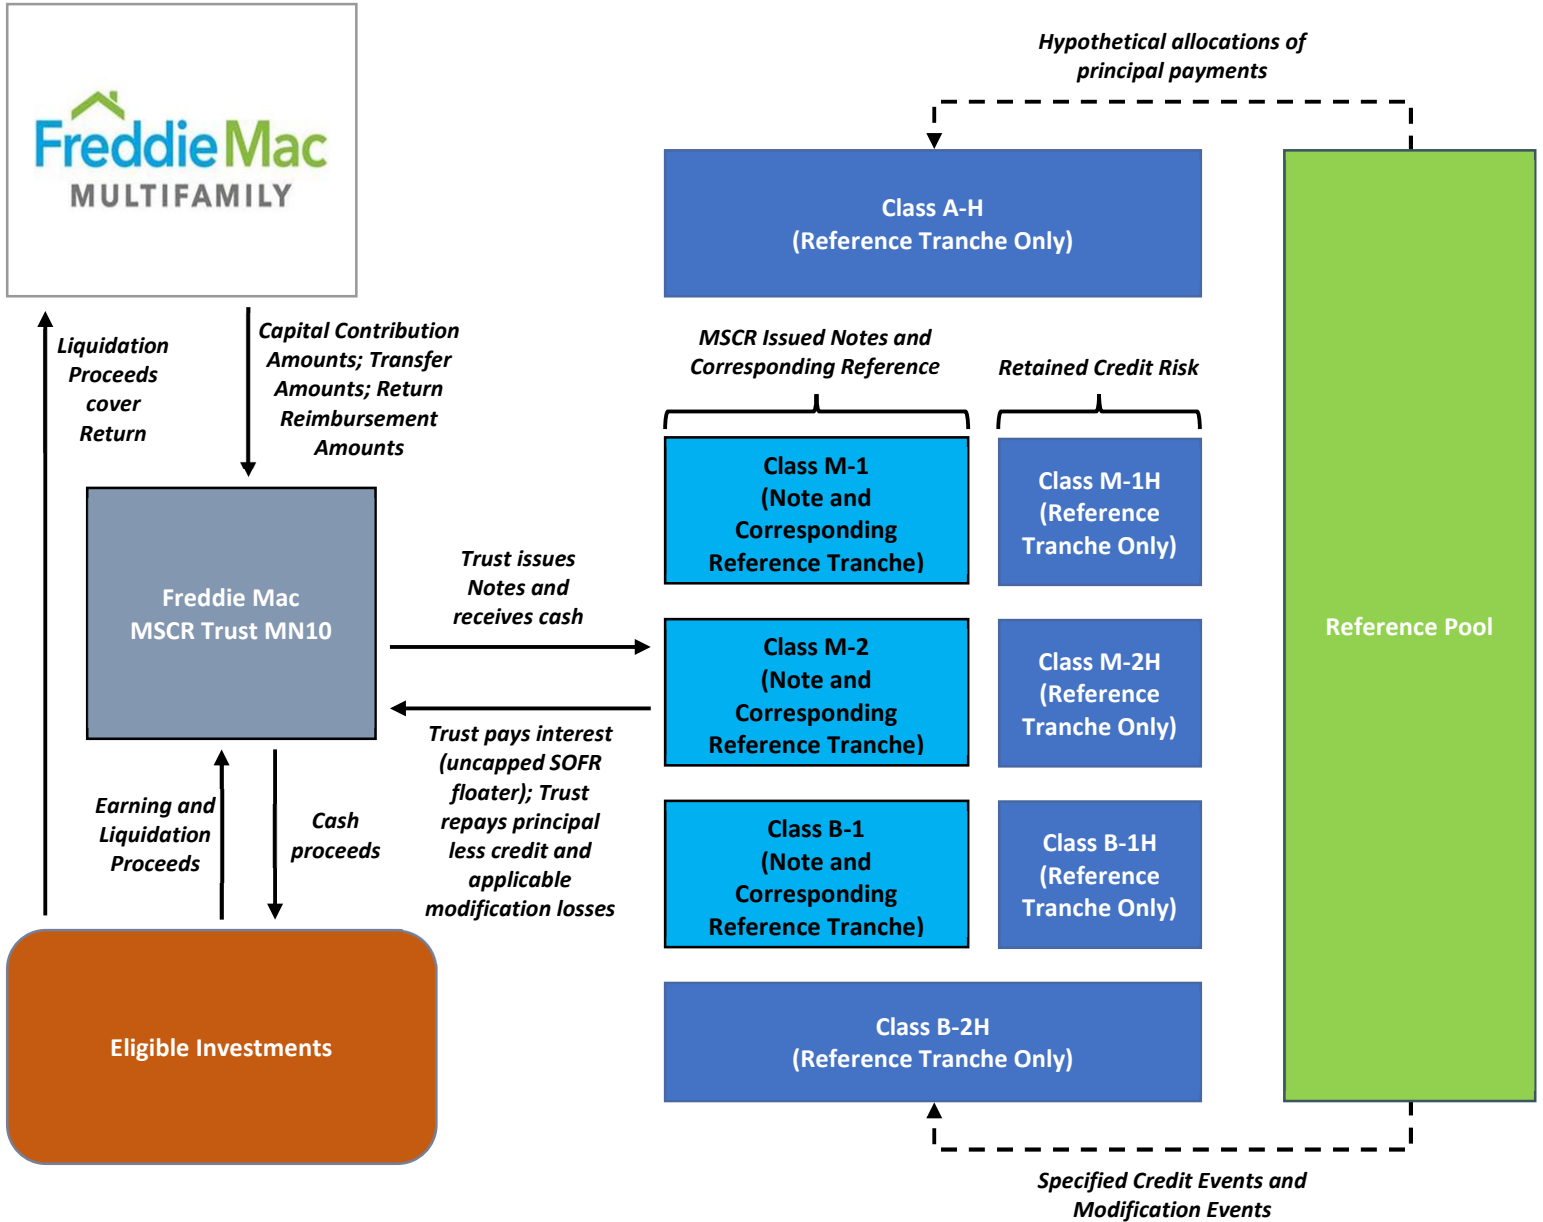 Freddie Mac
MULTIFAMILY
Hypothetical allocations of
principal payments
Class A-H
(Reference Tranche Only)
Liquidation
Proceeds
cover
Return
Capital Contribution
Amounts; Transfer
Amounts; Return
Reimbursement
Amounts
MSCR Issued Notes and
Corresponding Reference
Retained Credit Risk
Class M-1
(Note and
Corresponding
Reference Tranche)
Class M-1H
(Reference
Tranche Only)
Freddie Mac
MSCR Trust MN10
Trust issues
Notes and
receives cash
Class M-2
(Note and
Corresponding
Reference Tranche)
Class M-2H
(Reference
Tranche Only)
Reference Pool
Trust pays interest
(uncapped SOFR
floater); Trust
repays principal
less credit and
applicable
modification losses
Earning and
Liquidation
Proceeds
Cash
proceeds
Class B-1
(Note and
Corresponding
Reference Tranche)
Class B-1H
(Reference
Tranche Only)
Eligible Investments
Class B-2H
(Reference Tranche Only)
Specified Credit Events and
Modification Events